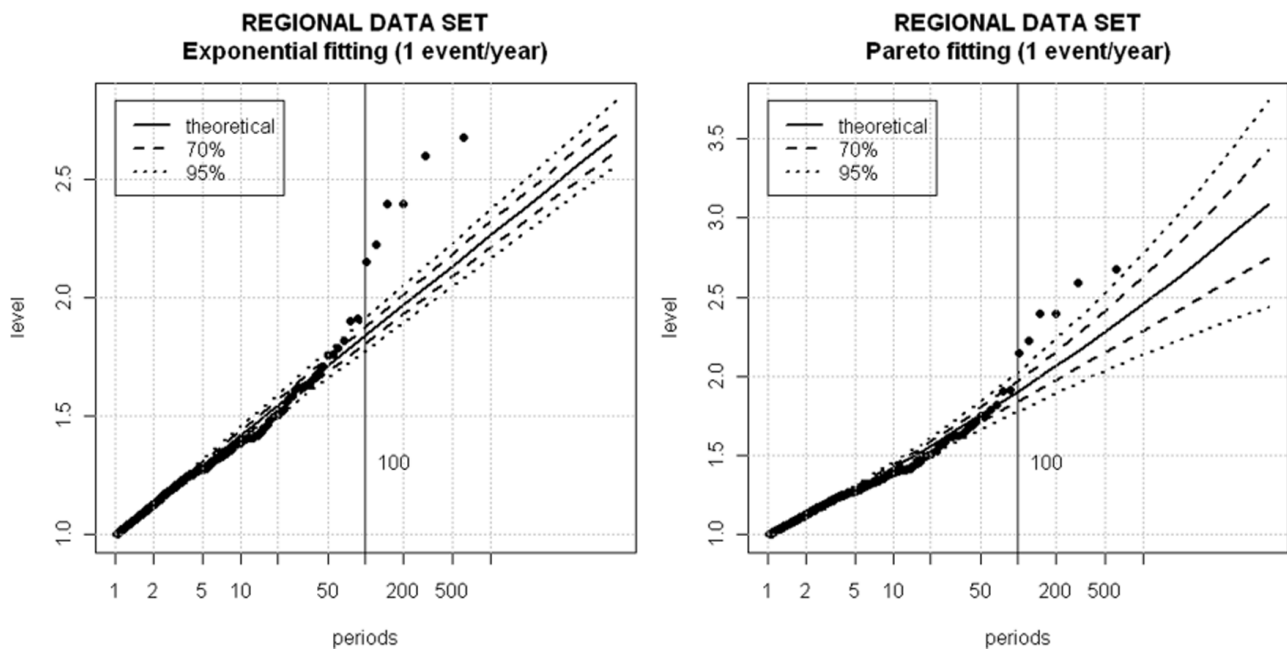 REGIONAL DATA SET
Exponential fitting (1 event/year)
theoretical
70%
95%
level
2.5
2.0
1.5
1.0
100
1 2 5 10 50 200 500
periods
REGIONAL DATA SET
Pareto fitting (1 event/year)
theoretical
70%
95%
level
3.5
3.0
2.5
2.0
1.5
1.0
100
1 2 5 10 50 200 500
periods